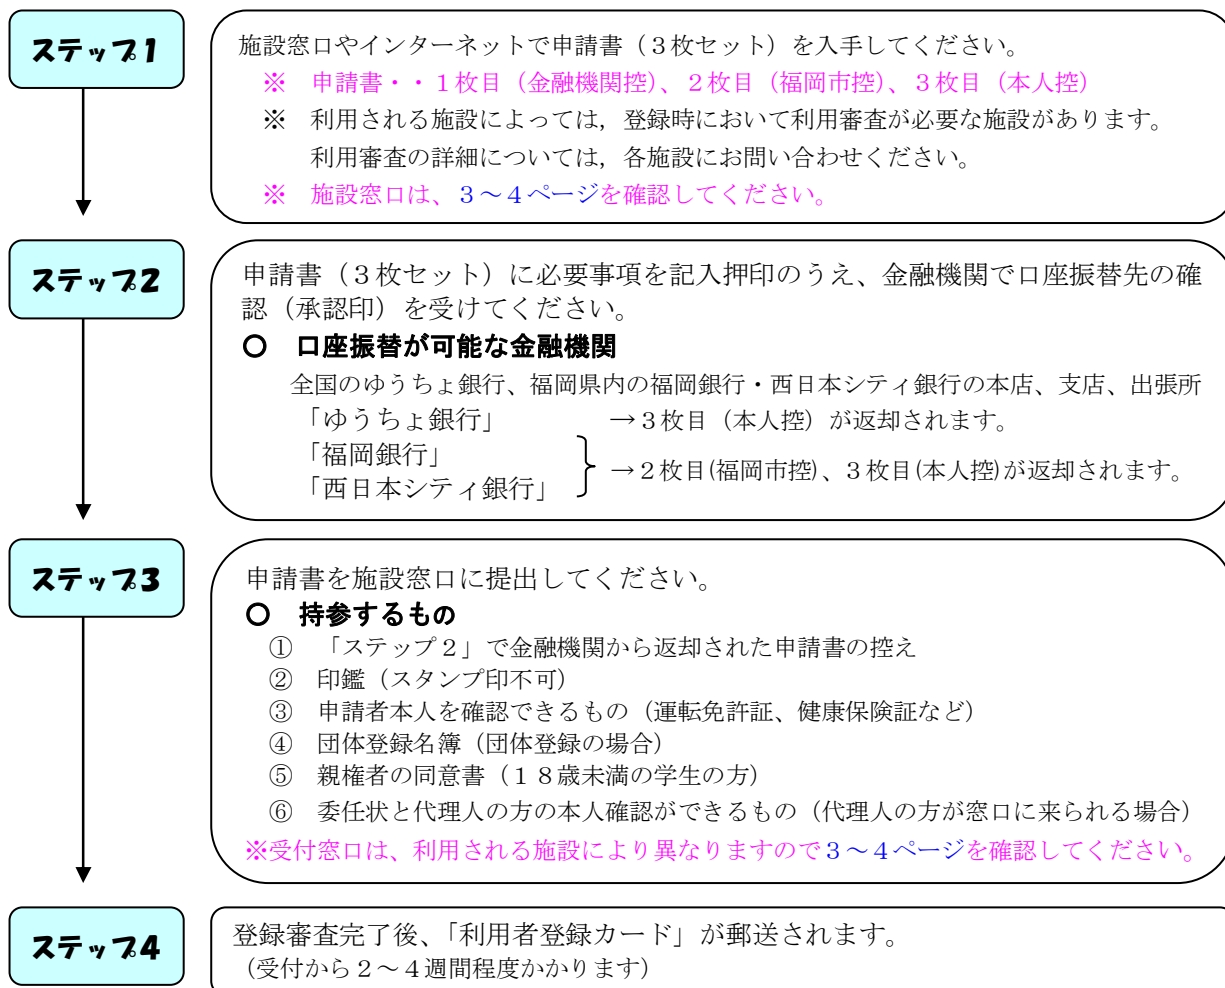 ステップ1
施設窓口やインターネットで申請書（３枚セット）を入手してください。
※　申請書・・１枚目（金融機関控）、２枚目（福岡市控）、３枚目（本人控）
※　利用される施設によっては，登録時において利用審査が必要な施設があります。
利用審査の詳細については，各施設にお問い合わせください。
※　施設窓口は、３～４ページを確認してください。
ステップ2
申請書（３枚セット）に必要事項を記入押印のうえ、金融機関で口座振替先の確
認（承認印）を受けてください。
○　口座振替が可能な金融機関
全国のゆうちょ銀行、福岡県内の福岡銀行・西日本シティ銀行の本店、支店、出張所
「ゆうちょ銀行」　→３枚目（本人控）が返却されます。
「福岡銀行」
「西日本シティ銀行」
→２枚目(福岡市控)、３枚目(本人控)が返却されます。
ステップ3
申請書を施設窓口に提出してください。
○　持参するもの
①　「ステップ２」で金融機関から返却された申請書の控え
②　印鑑（スタンプ印不可）
③　申請者本人を確認できるもの（運転免許証、健康保険証など）
④　団体登録名簿（団体登録の場合）
⑤　親権者の同意書（１８歳未満の学生の方）
⑥　委任状と代理人の方の本人確認ができるもの（代理人の方が窓口に来られる場合）
※受付窓口は、利用される施設により異なりますので３～４ページを確認してください。
ステップ4
登録審査完了後、「利用者登録カード」が郵送されます。
（受付から２～４週間程度かかります）